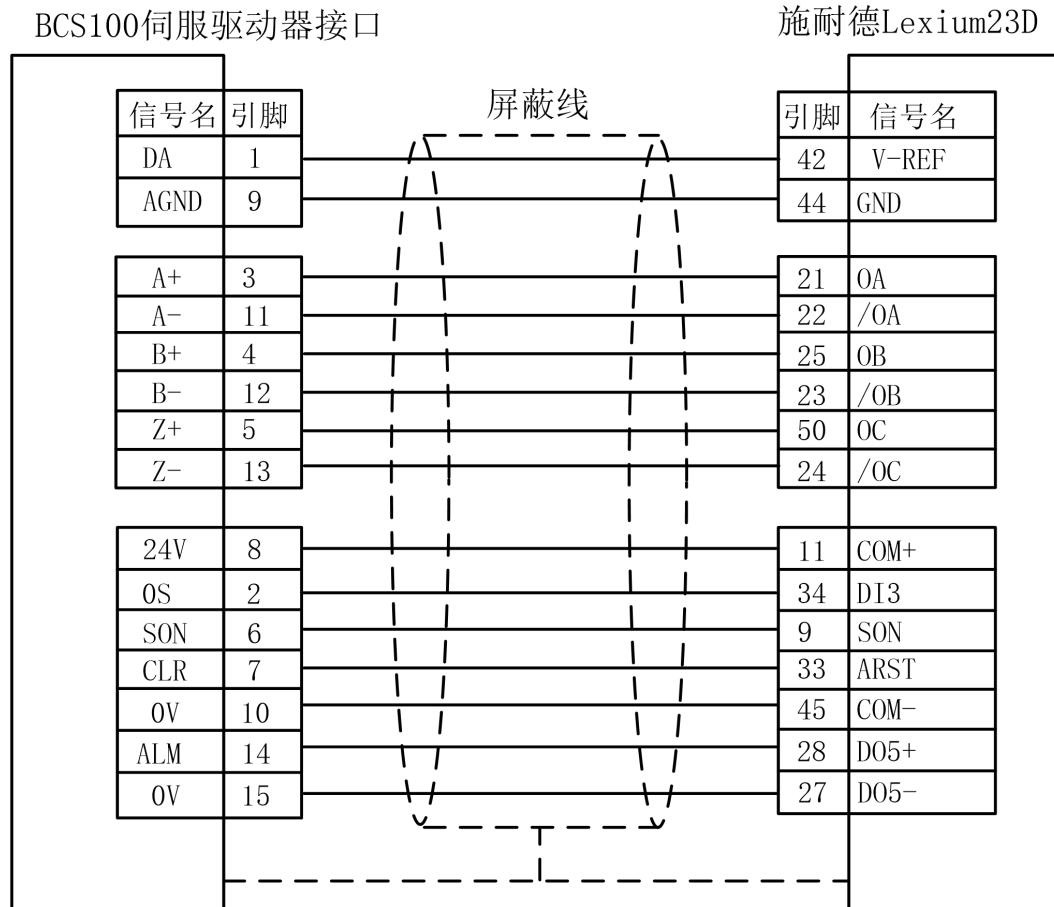 BCS100伺服驱动器接口 施耐德Lexium23D
屏蔽线
信号名 引脚 引脚 信号名
DA 1 42 V-REF
AGND 9 44 GND
A+ 3 21 OA
A- 11 22 /OA
B+ 4 25 OB
B- 12 23 /OB
Z+ 5 50 OC
Z- 13 24 /OC
24V 8 11 COM+
OS 2 34 DI3
SON 6 9 SON
CLR 7 33 ARST
0V 10 45 COM-
ALM 14 28 DO5+
0V 15 27 DO5-